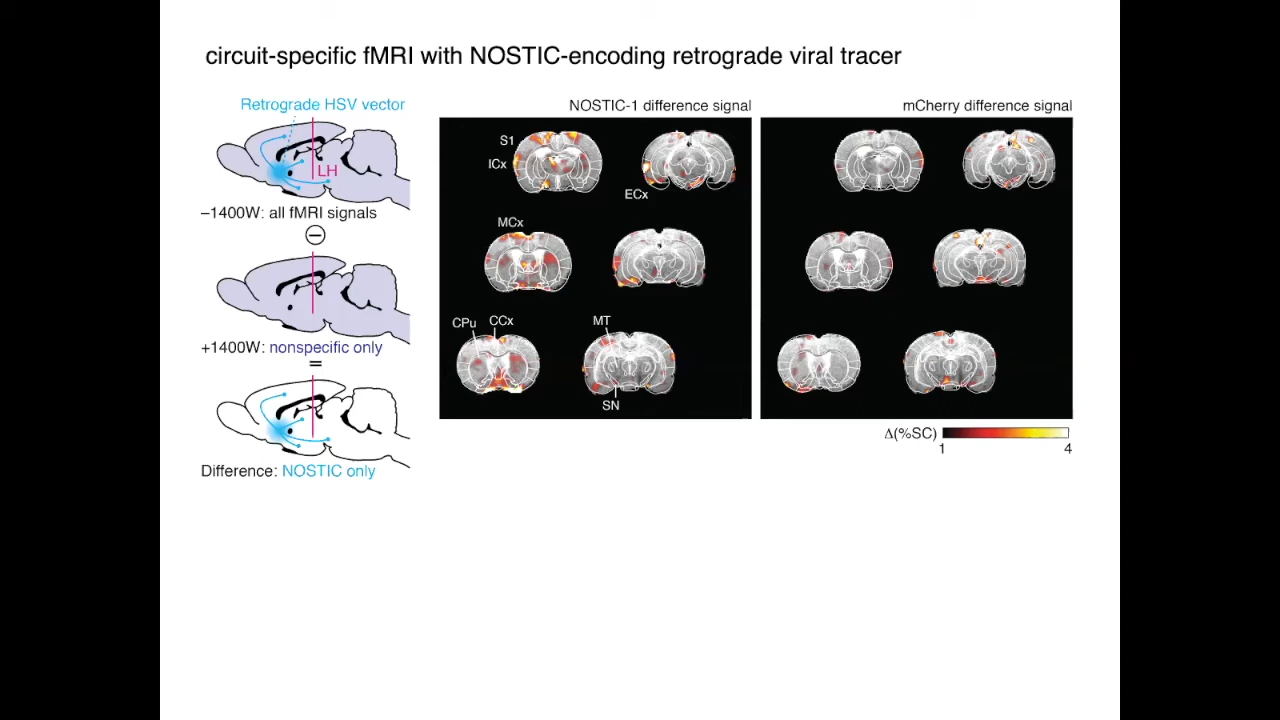 circuit-specific fMRI with NOSTIC-encoding retrograde viral tracer
Retrograde HSV vector
LH
–1400W: all fMRI signals
–
+1400W: nonspecific only
=
Difference: NOSTIC only
NOSTIC-1 difference signal
S1
ICx
ECx
MCx
CPu
CCx
MT
SN
mCherry difference signal
Δ(%SC)
1
4